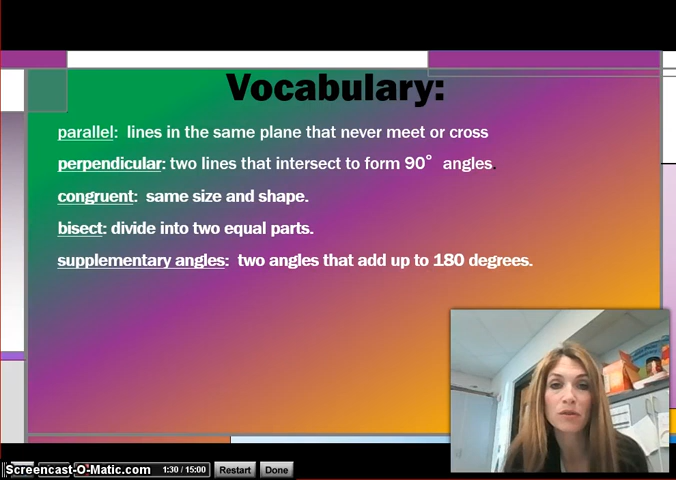 Vocabulary:
parallel: lines in the same plane that never meet or cross
perpendicular: two lines that intersect to form 90° angles.
congruent: same size and shape.
bisect: divide into two equal parts.
supplementary angles: two angles that add up to 180 degrees.
Screencast-O-Matic.com 1:30 / 15:00 Restart Done